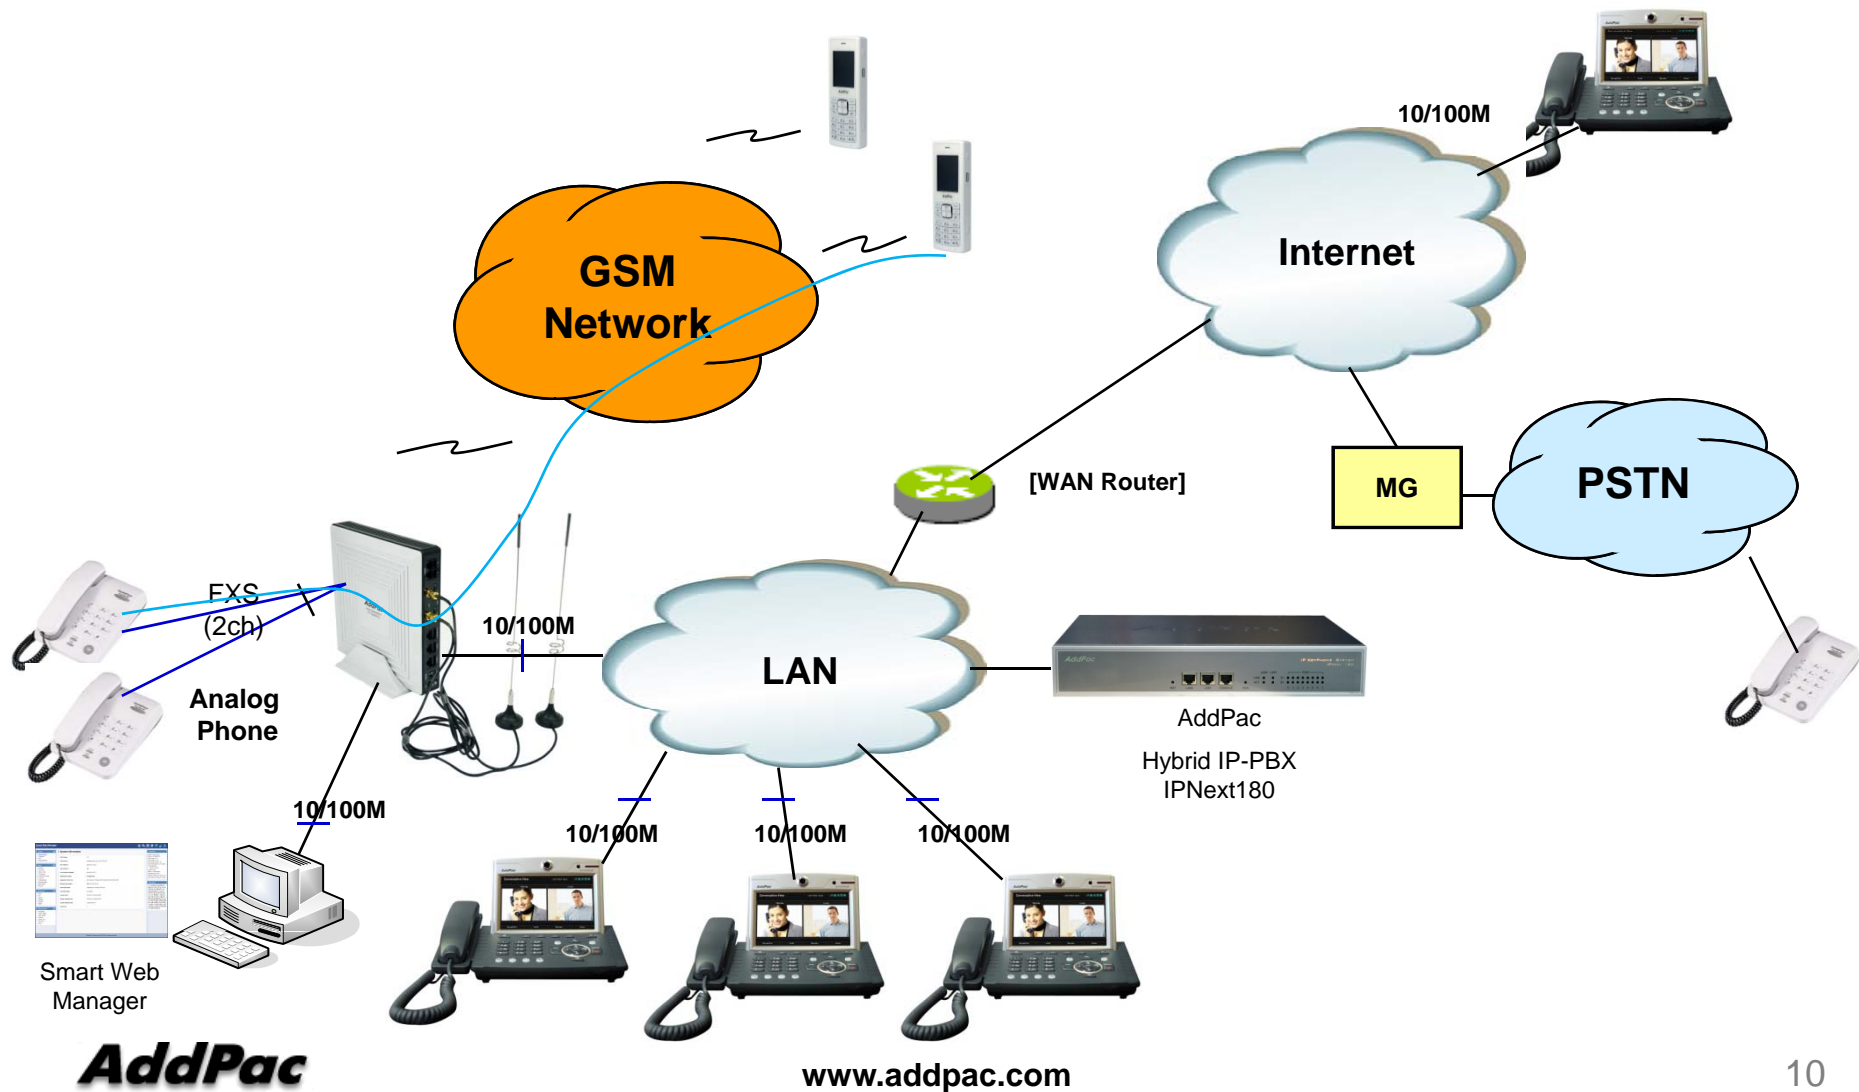 10/100M
GSM
Network
Internet
[WAN Router]
MG
PSTN
FXS
(2ch)
10/100M
LAN
Analog
Phone
AddPac
AddPac
Hybrid IP-PBX
IPNext180
10/100M
10/100M
10/100M
10/100M
Smart Web
Manager
AddPac
www.addpac.com
10